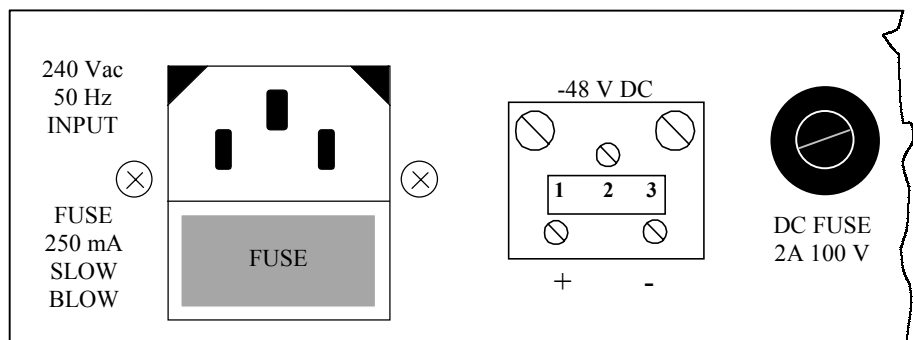 240 Vac
50 Hz
INPUT
FUSE
250 mA
SLOW
BLOW
FUSE
-48 V DC
1 2 3
+ -
DC FUSE
2A 100 V